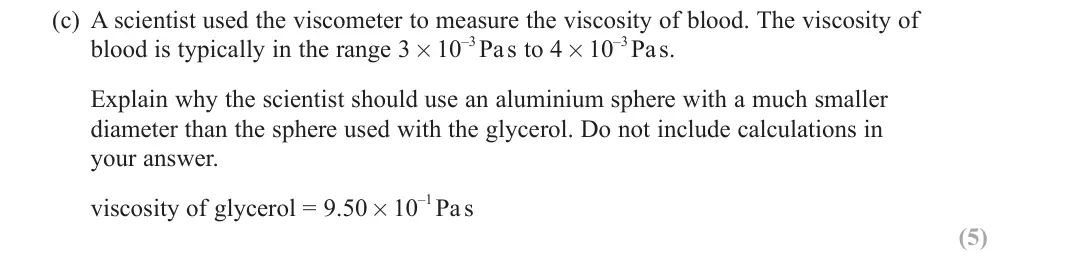 (c) A scientist used the viscometer to measure the viscosity of blood. The viscosity of
blood is typically in the range 3 × 10⁻³ Pa s to 4 × 10⁻³ Pa s.
Explain why the scientist should use an aluminium sphere with a much smaller
diameter than the sphere used with the glycerol. Do not include calculations in
your answer.
viscosity of glycerol = 9.50 × 10⁻¹ Pa s
(5)